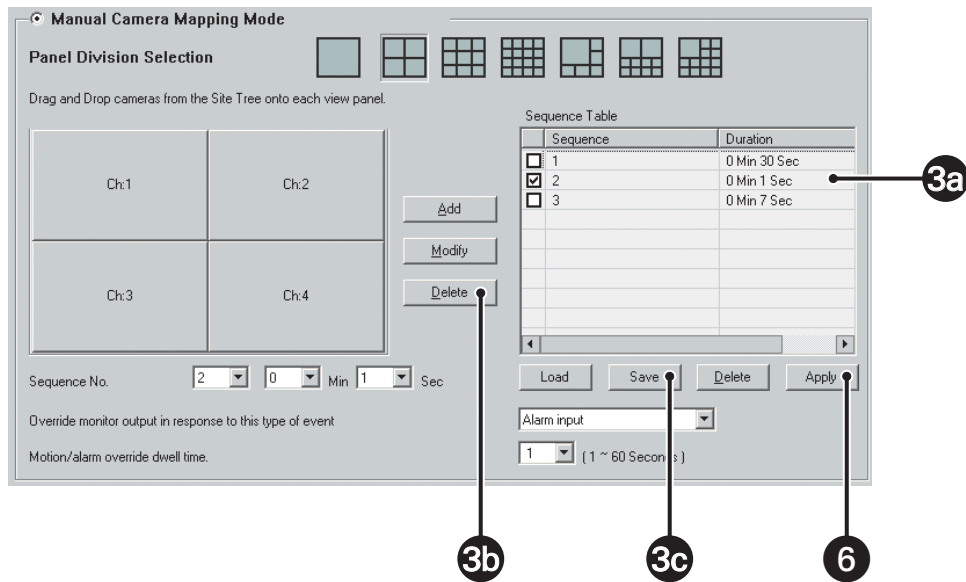 Manual Camera Mapping Mode
Panel Division Selection
Drag and Drop cameras from the Site Tree onto each view panel.
Ch:1
Ch:2
Ch:3
Ch:4
Add
Modify
Delete
Sequence Table
Sequence Duration
1 0 Min 30 Sec
2 0 Min 1 Sec
3 0 Min 7 Sec
Load Save Delete Apply
Sequence No. 2 0 Min 1 Sec
Override monitor output in response to this type of event
Alarm input
Motion/alarm override dwell time.
1 ( 1 ~ 60 Seconds )
3a
3b
3c
6